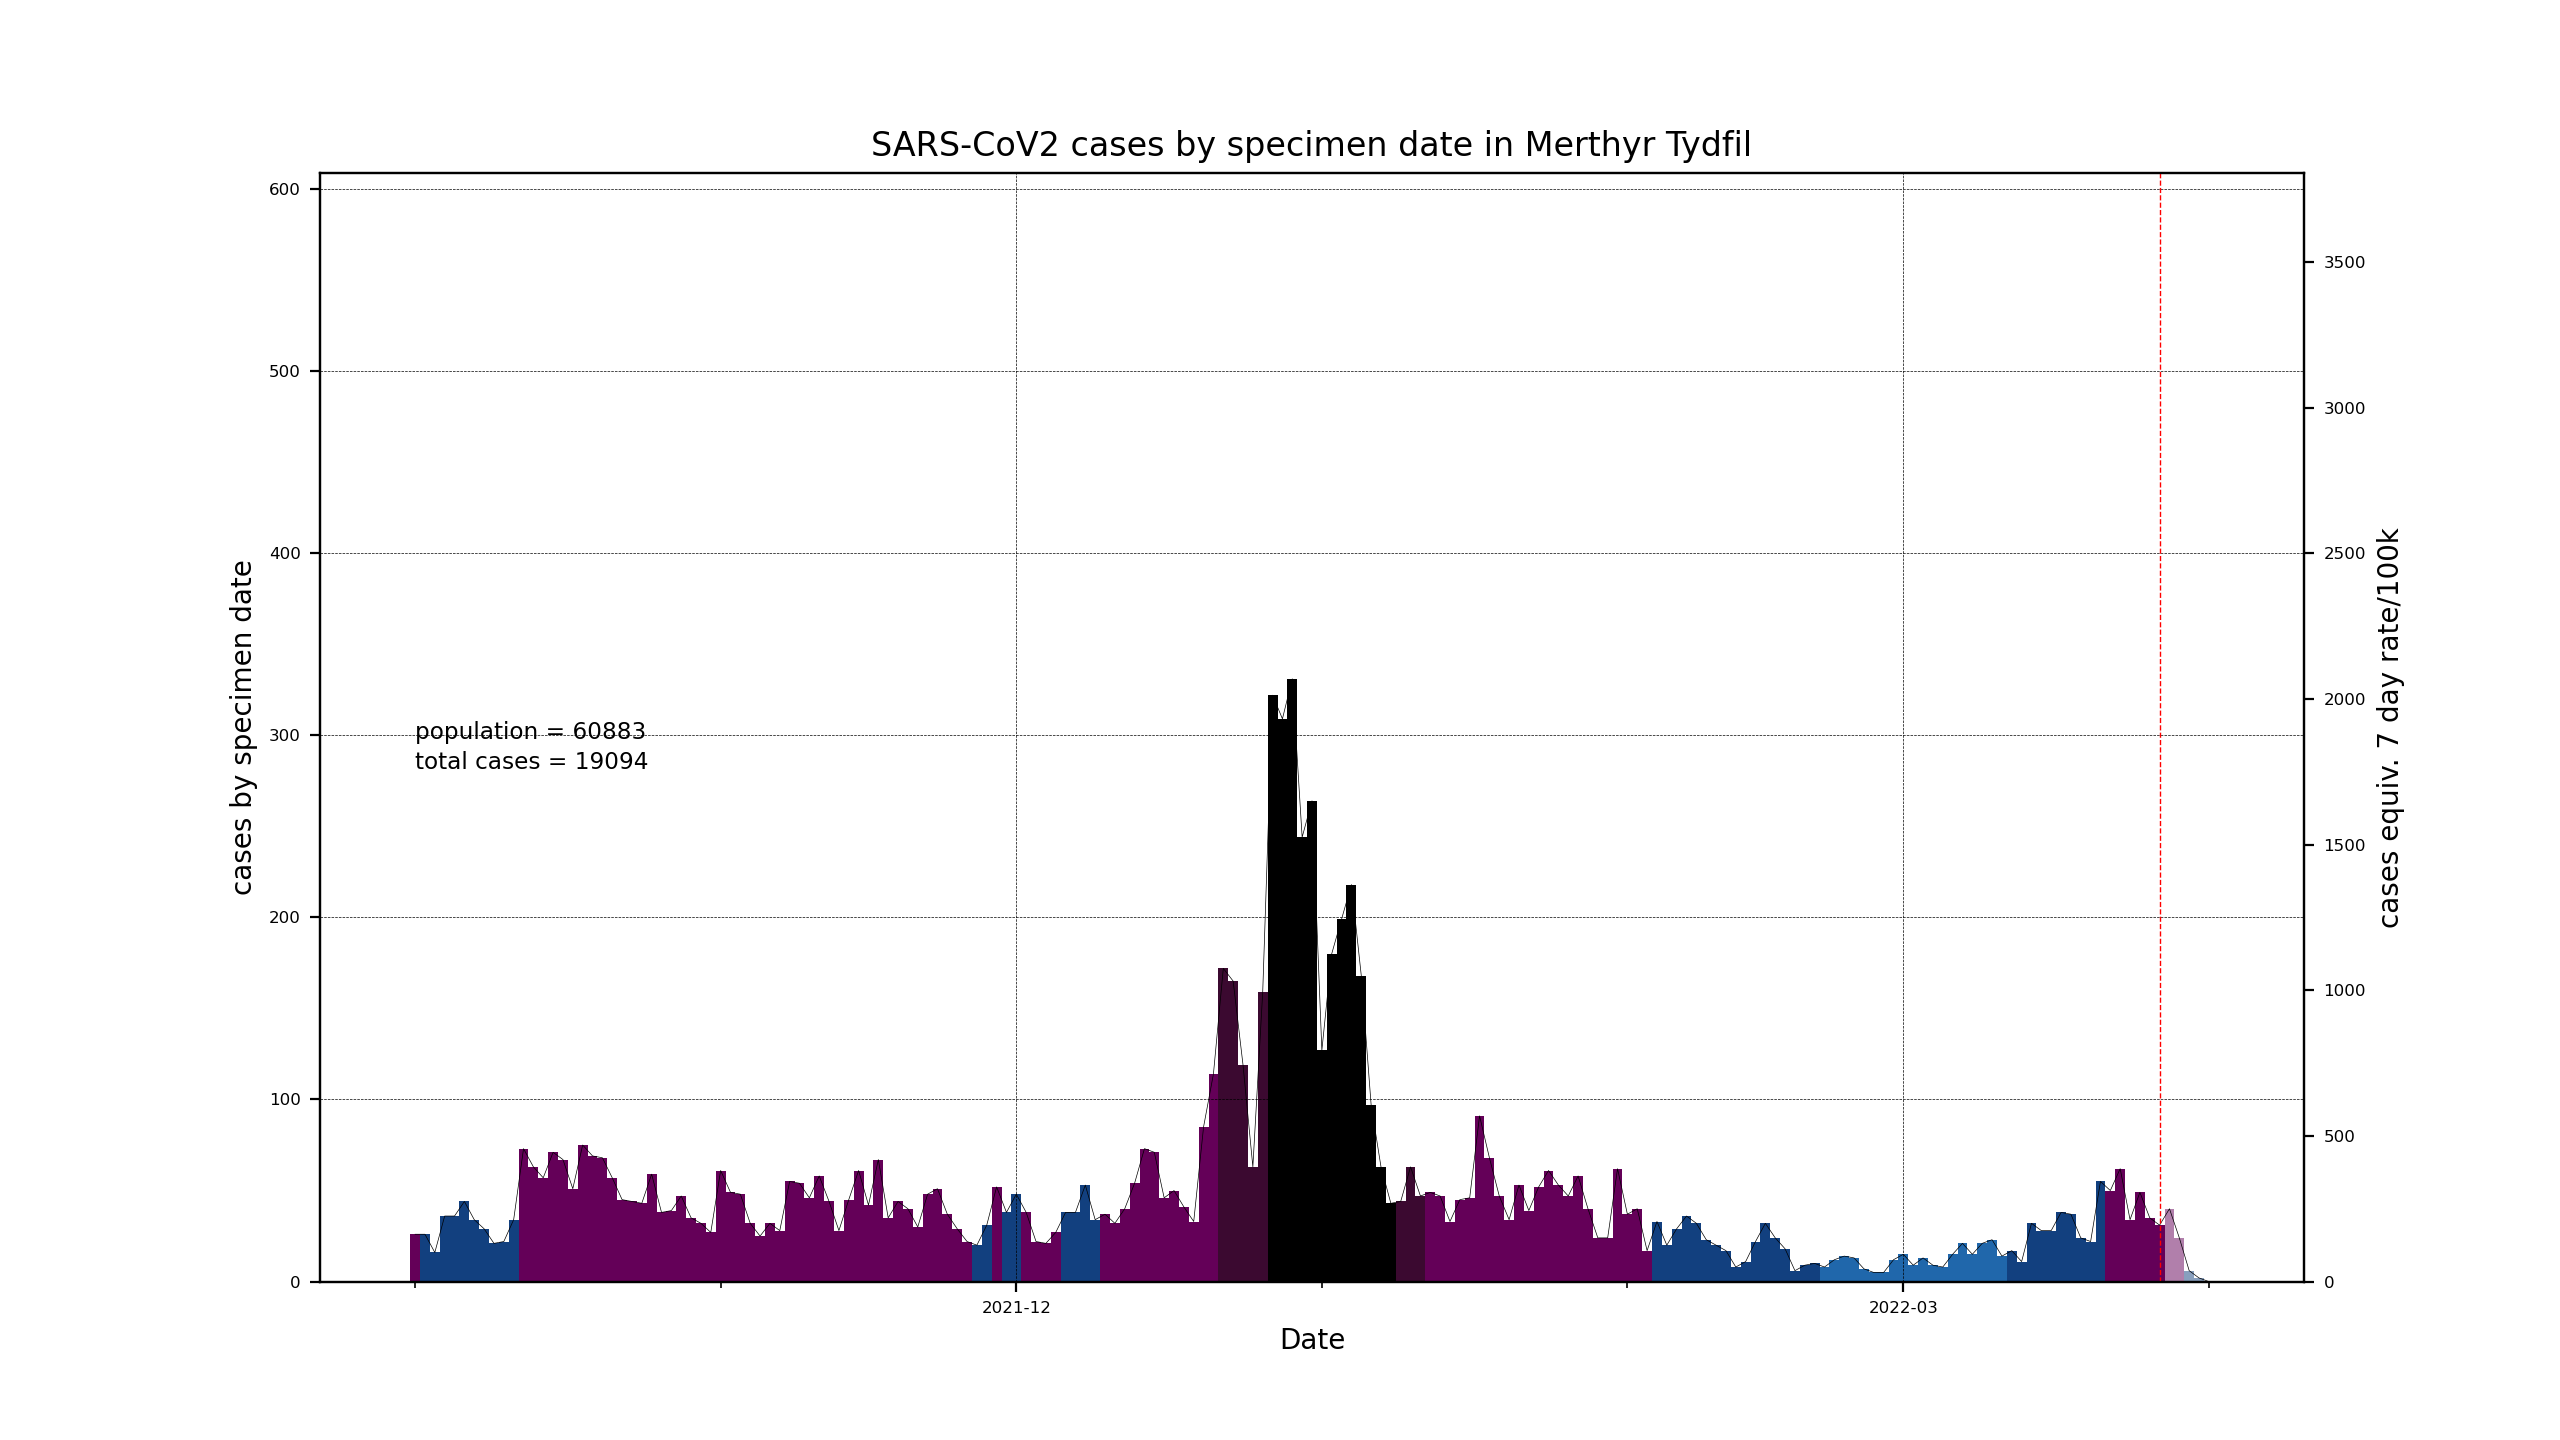 SARS-CoV2 cases by specimen date in Merthyr Tydfil
600
500
400
300
200
100
0
cases by specimen date
population = 60883
total cases = 19094
3500
3000
2500
2000
1500
1000
500
0
cases equiv. 7 day rate/100k
2021-12
2022-03
Date